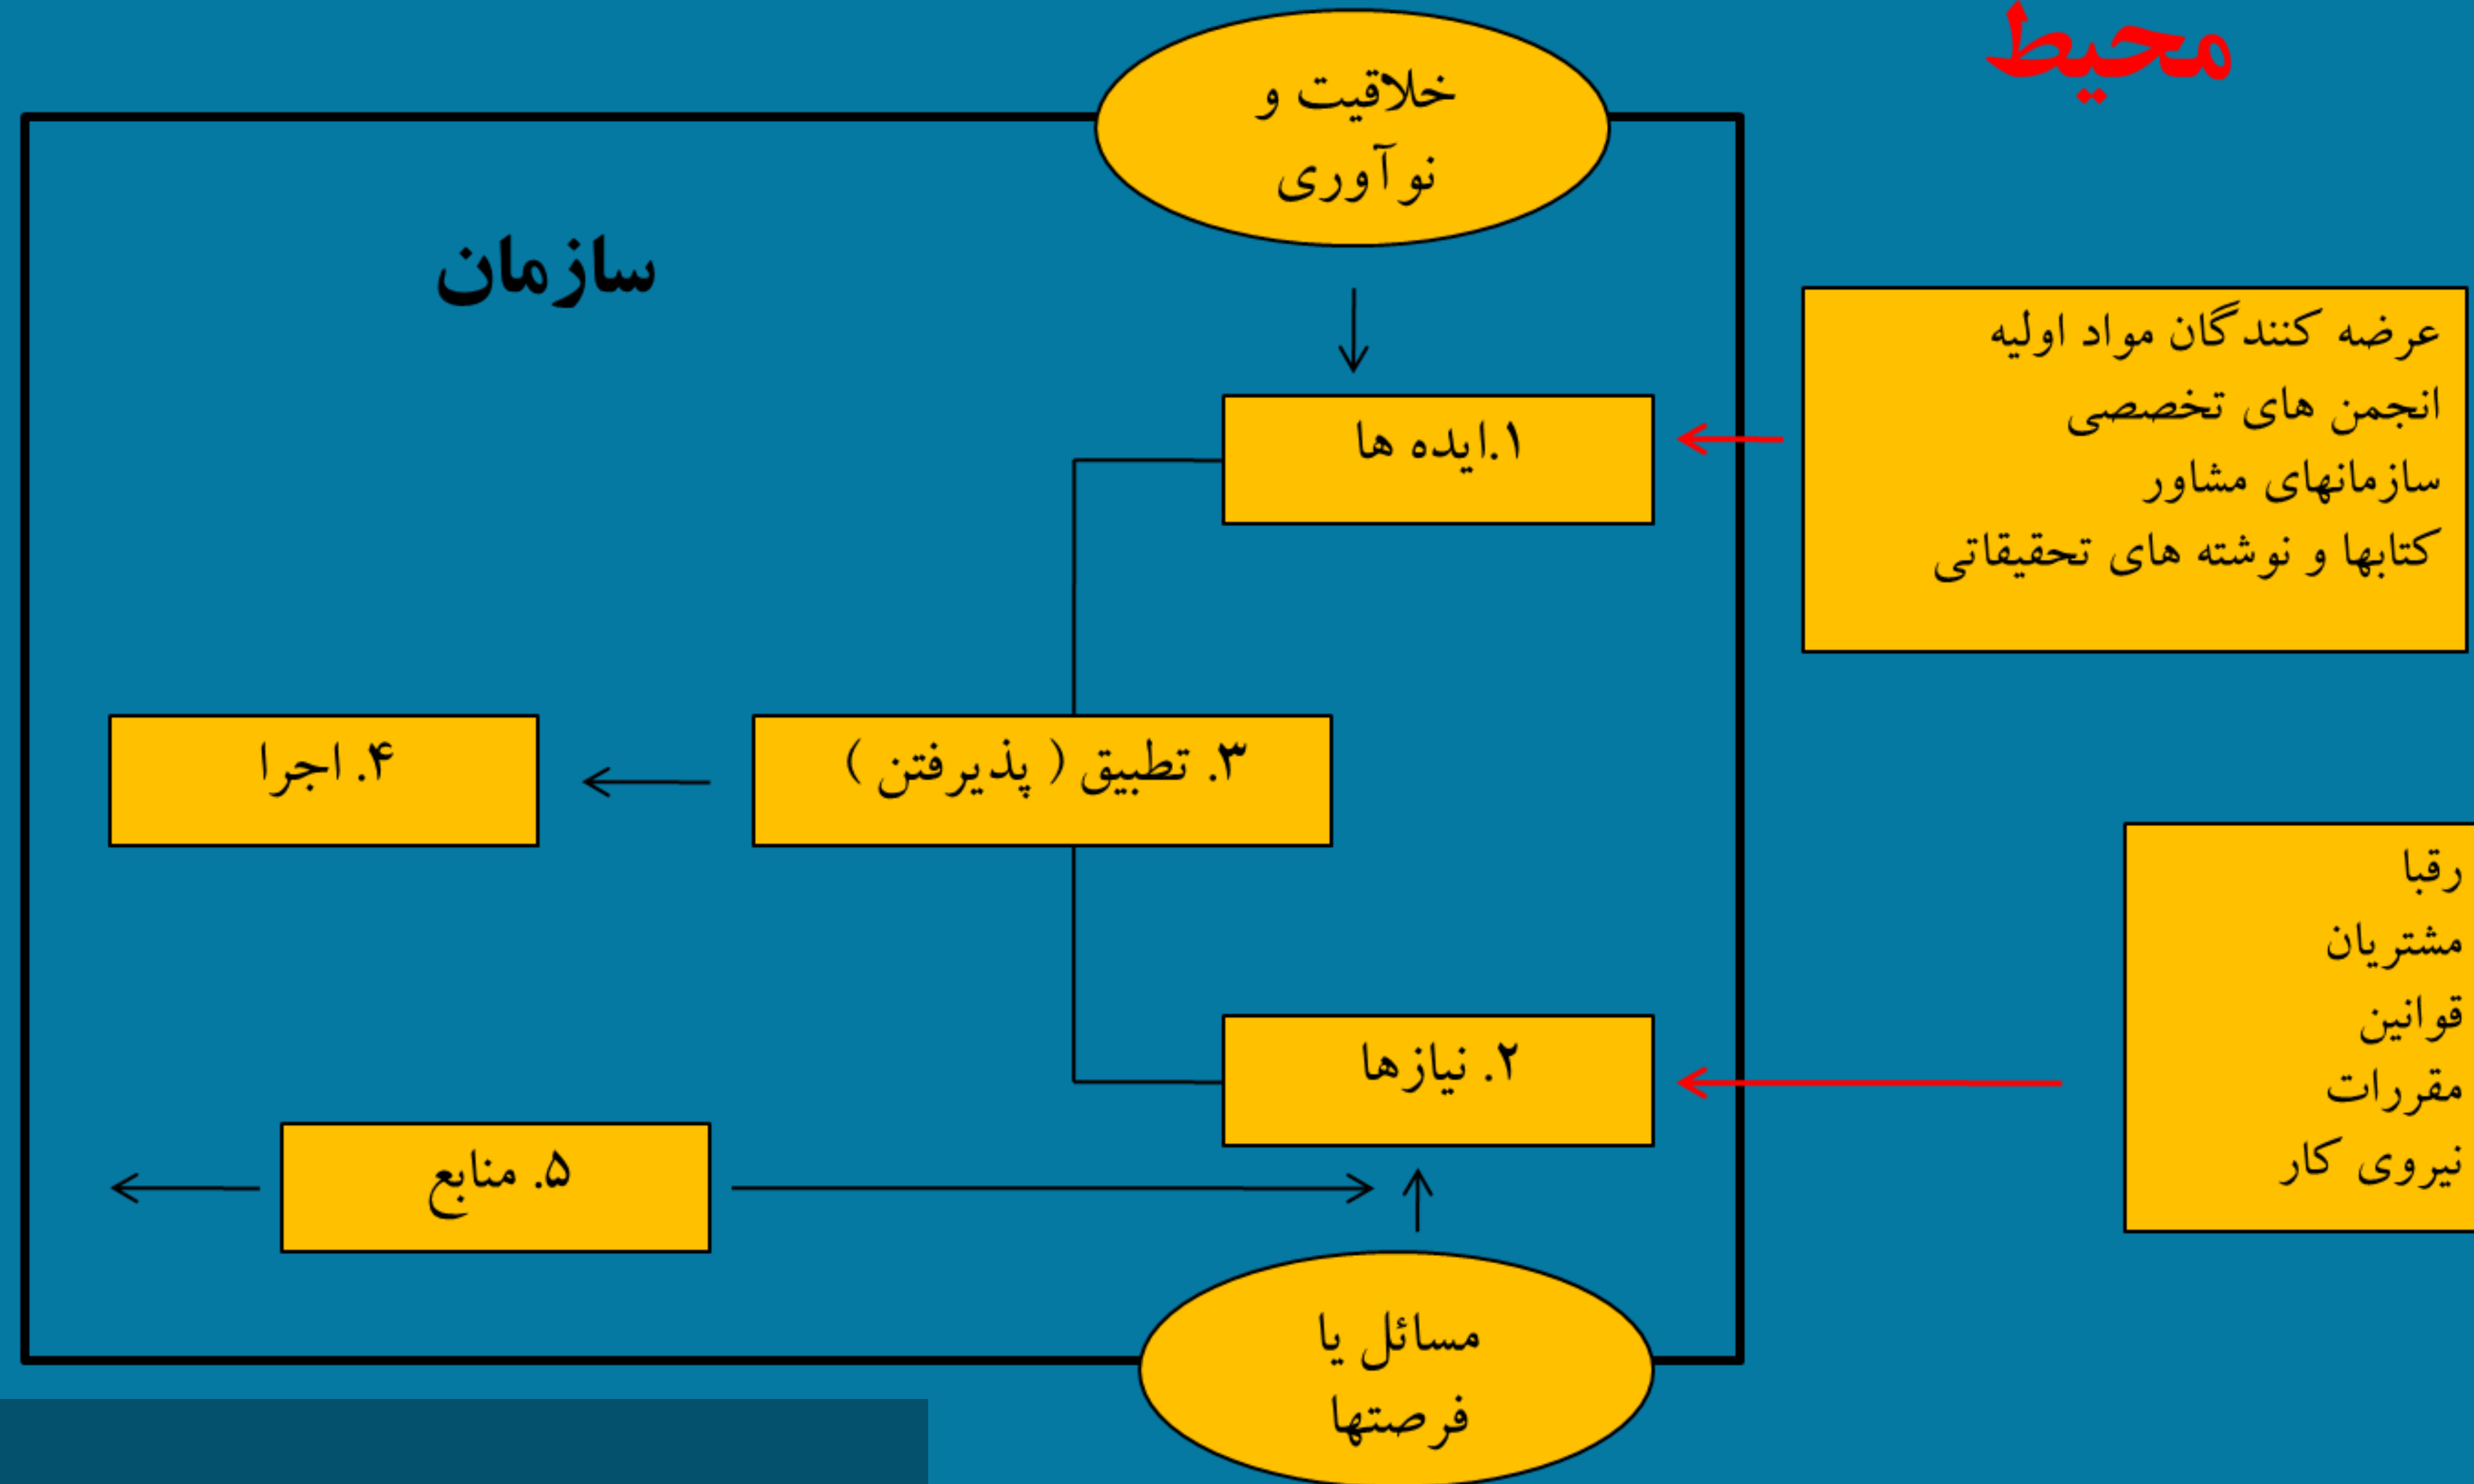 محیط
خلاقیت و
نوآوری
سازمان
عرضه کنندگان مواد اولیه
انجمن های تخصصی
سازمانهای مشاور
کتابها و نوشته های تحقیقاتی
۱.ایده ها
۳. تطبیق ( پذیرفتن )
۴. اجرا
رقبا
مشتریان
قوانین
مقررات
نیروی کار
۲. نیازها
۵. منابع
مسائل یا
فرصتها